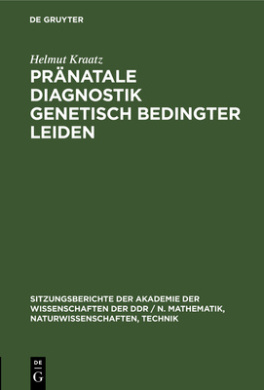 DE GRUYTER
Helmut Kraatz
PRÄNATALE
DIAGNOSTIK
GENETISCH BEDINGTER
LEIDEN
SITZUNGSBERICHTE DER AKADEMIE DER
WISSENSCHAFTEN DER DDR / N. MATHEMATIK,
NATURWISSENSCHAFTEN, TECHNIK
DE
G